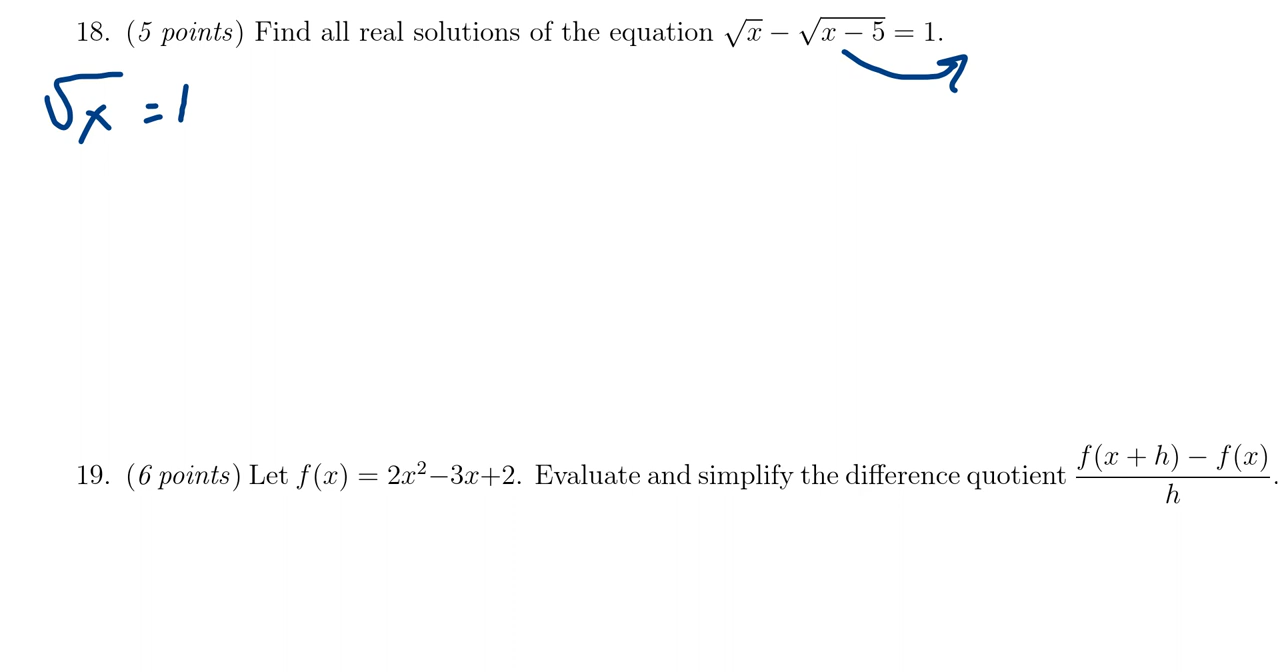 18. (5 points) Find all real solutions of the equation √x − √(x − 5) = 1.
√x = 1
19. (6 points) Let f(x) = 2x²−3x+2. Evaluate and simplify the difference quotient (f(x + h) − f(x))/h.